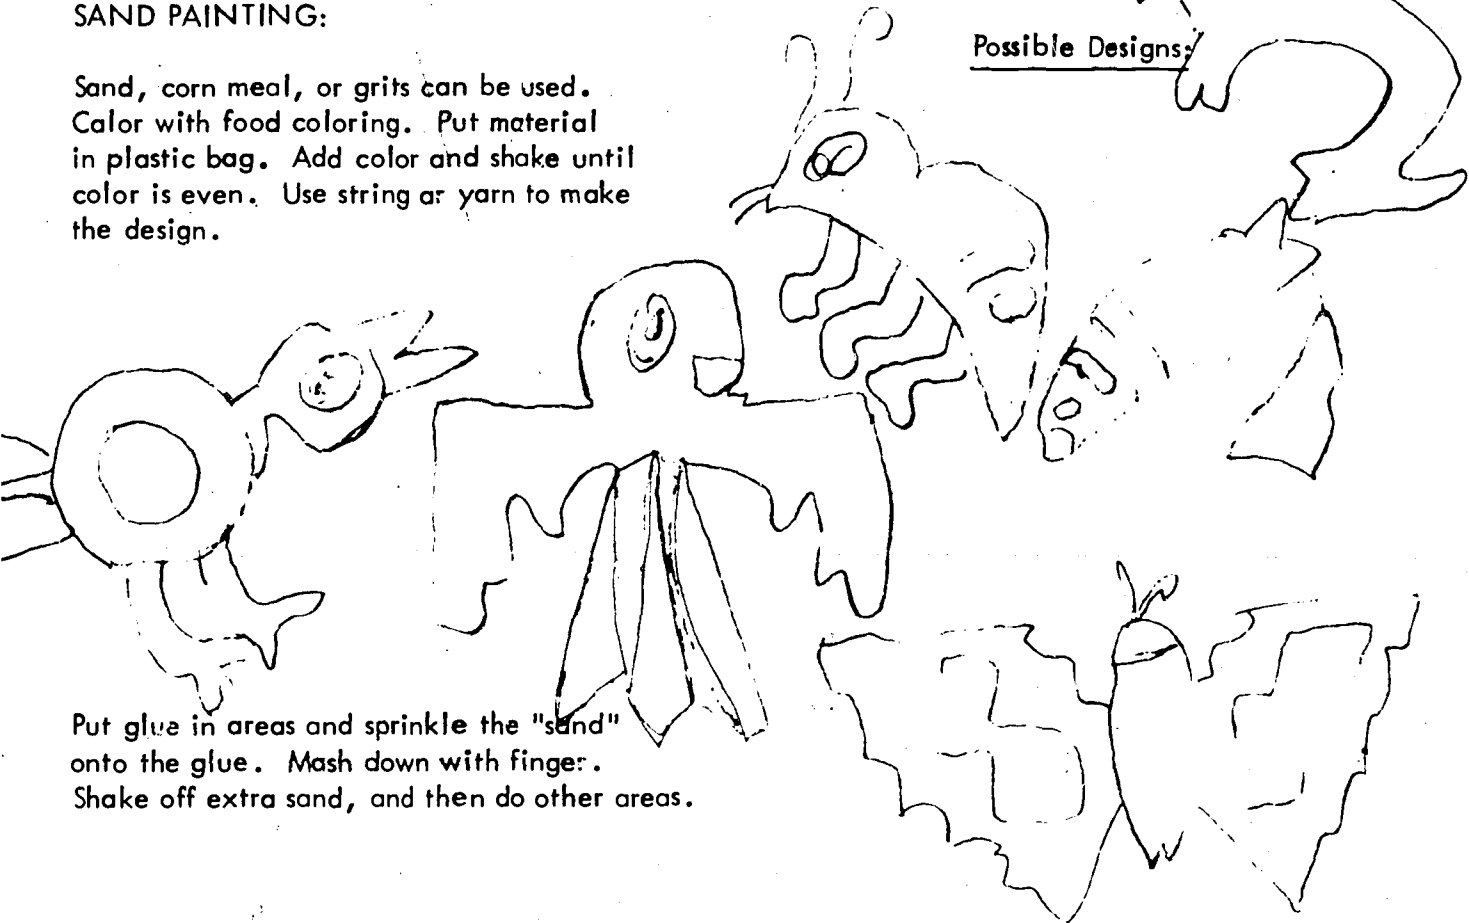 SAND PAINTING:
Possible Designs:
Sand, corn meal, or grits can be used.
Calor with food coloring. Put material
in plastic bag. Add color and shake until
color is even. Use string ar yarn to make
the design.
Put glue in areas and sprinkle the "sand"
onto the glue. Mash down with finger.
Shake off extra sand, and then do other areas.